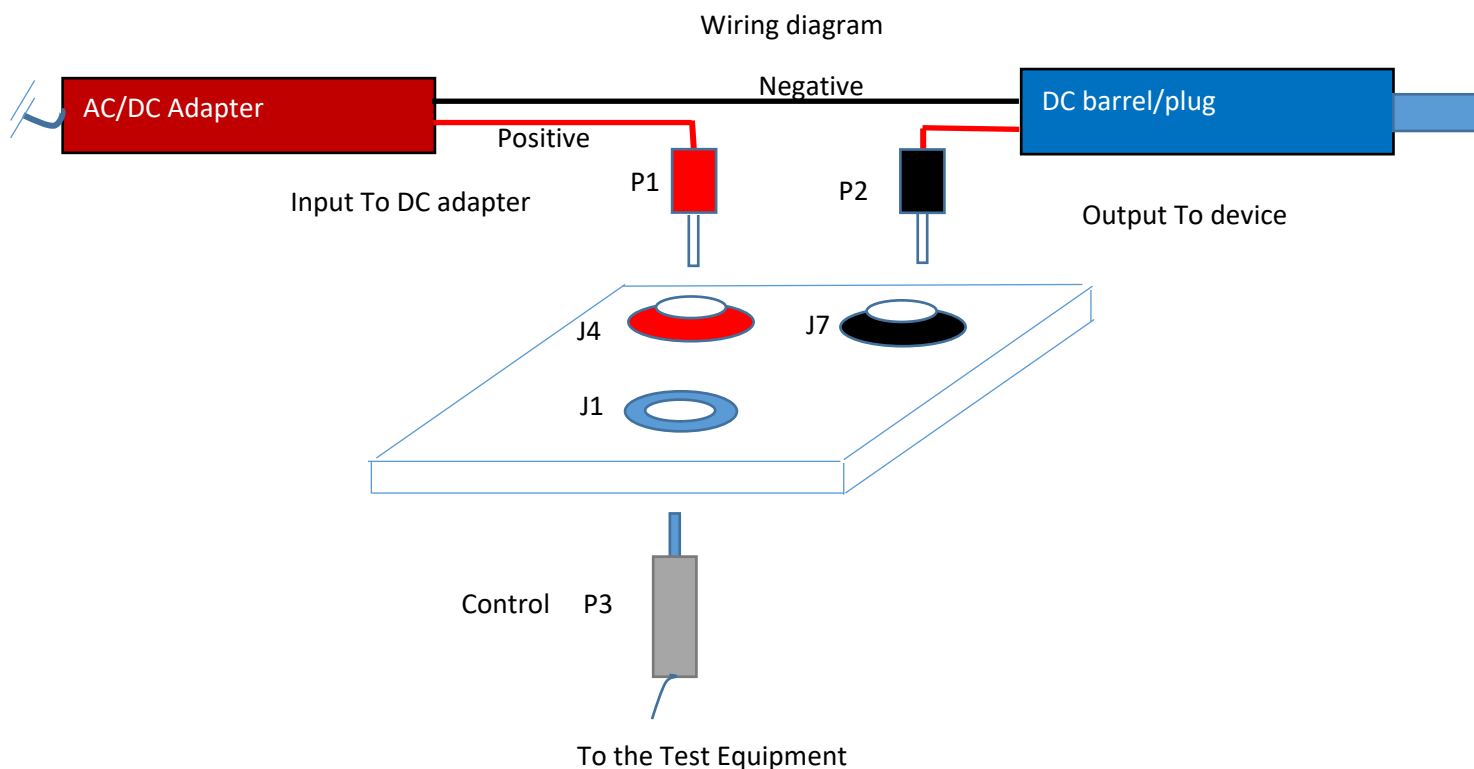 Wiring diagram
Negative
AC/DC Adapter
DC barrel/plug
Positive
P1
P2
Input To DC adapter
Output To device
J4
J7
J1
Control P3
To the Test Equipment